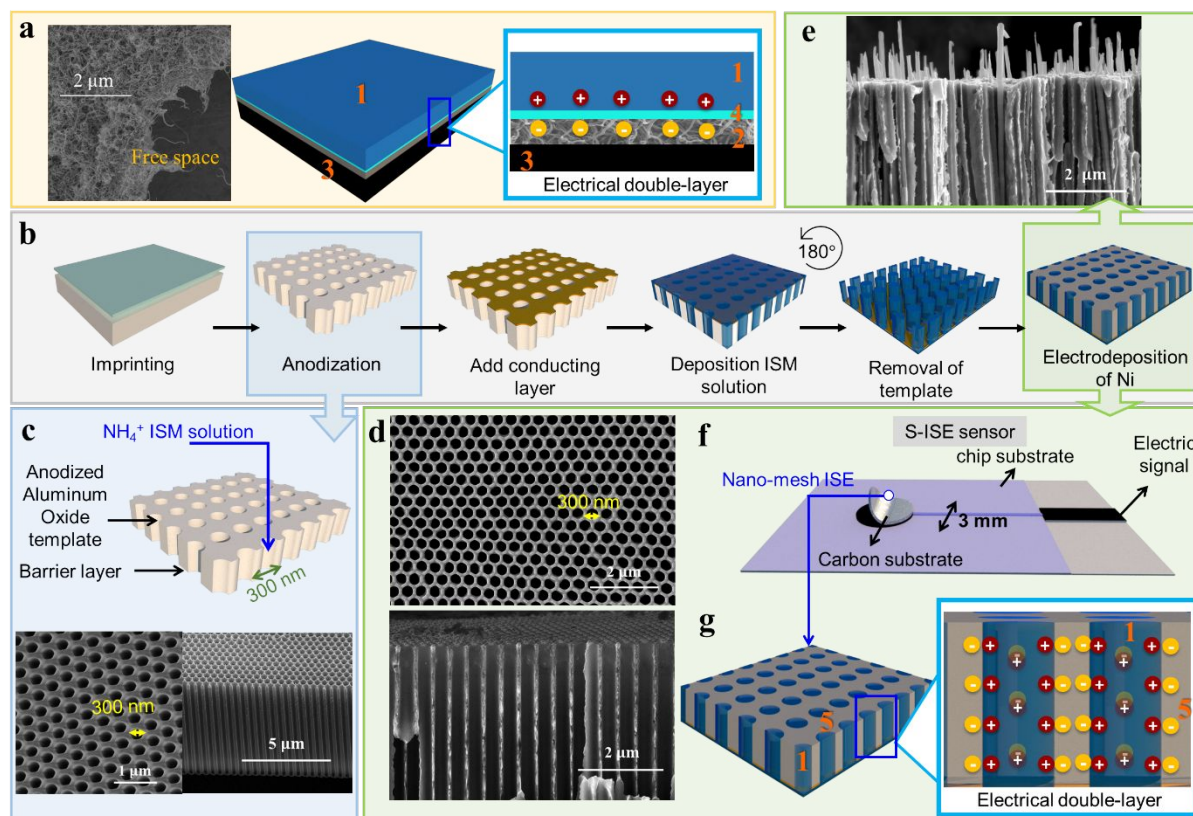 a
2 μm
Free space
1
3
1
+ + + + +
4
- - - - -
2
3
Electrical double-layer
e
2 μm
b
Imprinting
Anodization
Add conducting
layer
Deposition ISM
solution
180°
Removal of
template
Electrodeposition
of Ni
c
NH₄⁺ ISM solution
Anodized
Aluminum
Oxide
template
Barrier layer
300 nm
300 nm
1 μm
5 μm
d
300 nm
2 μm
2 μm
f
S-ISE sensor
chip substrate
Electric
signal
Nano-mesh ISE
3 mm
Carbon substrate
g
5
1
1
- + - + + - - + - + -
- + - + + - - + - + -
- + - + + - - + - + -
- + - + + - - + - + -
5
Electrical double-layer